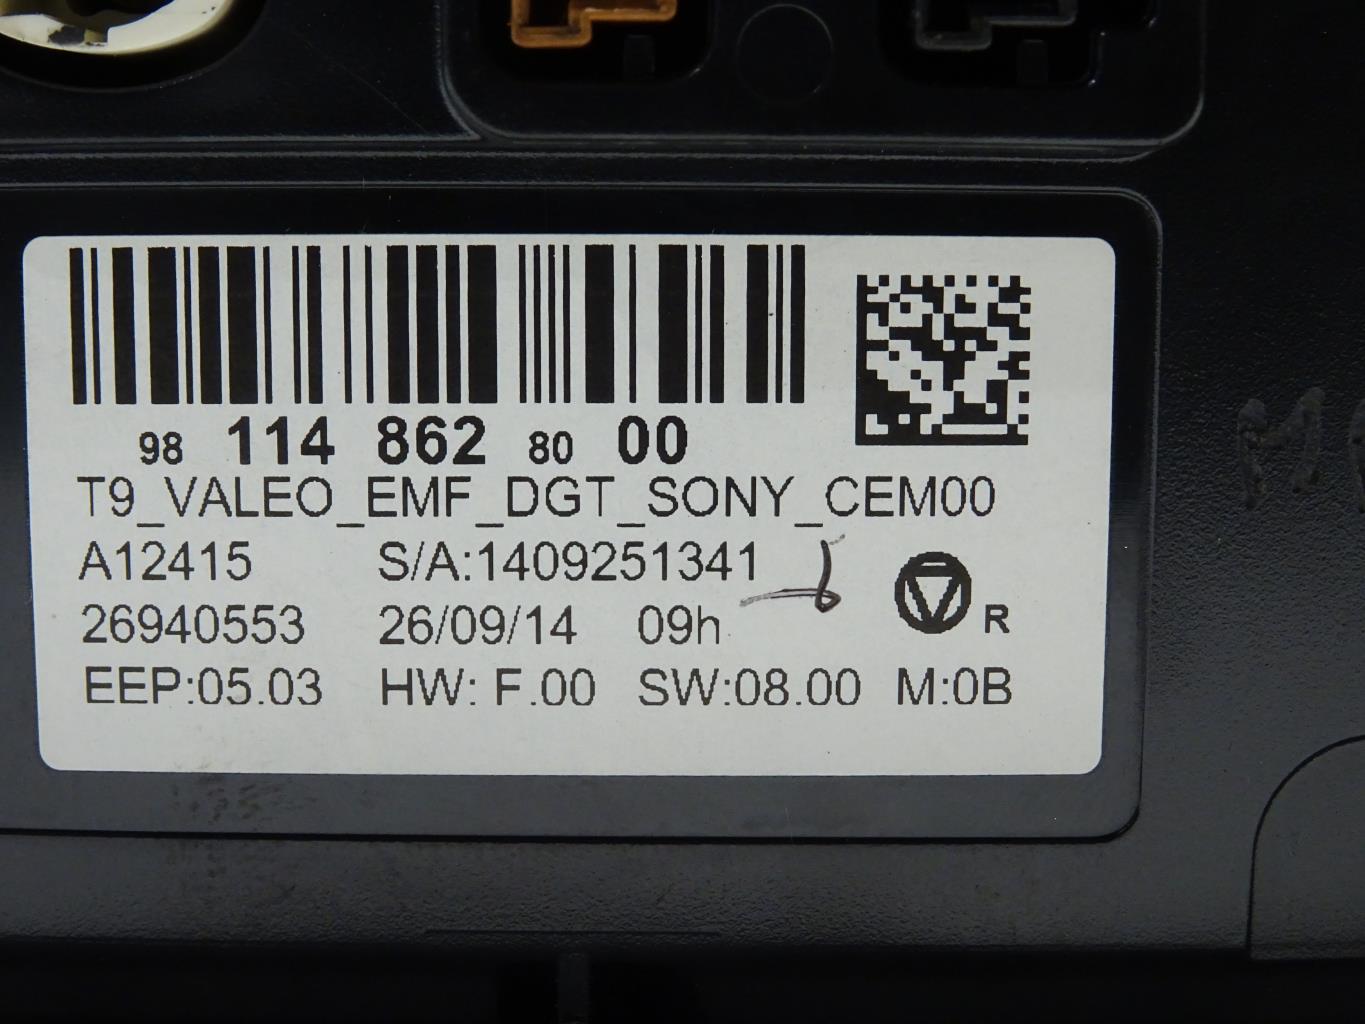 98 114 862 80 00
T9_VALEO_EMF_DGT_SONY_CEM00
A12415 S/A:1409251341
26940553 26/09/14 09h R
EEP:05.03 HW: F.00 SW:08.00 M:0B